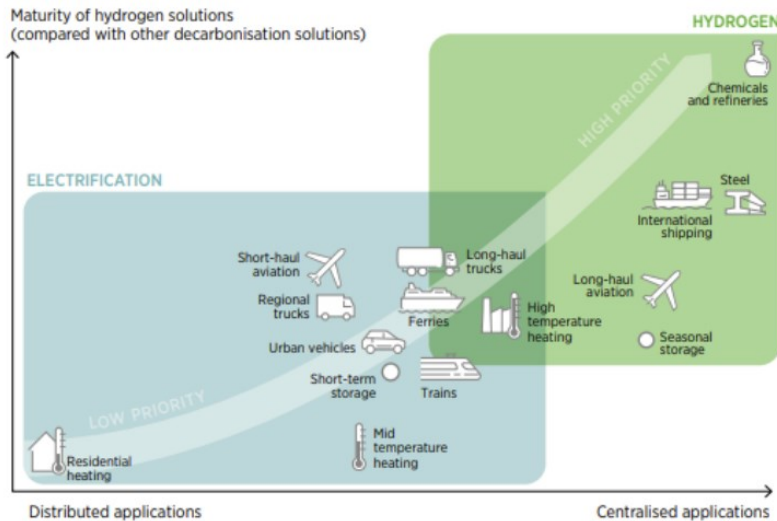 Maturity of hydrogen solutions
(compared with other decarbonisation solutions)
HYDROGEN
Chemicals
and refineries
HIGH PRIORITY
ELECTRIFICATION
Steel
International
shipping
Short-haul
aviation
Long-haul
trucks
Long-haul
aviation
Regional
trucks
Ferries
High
temperature
heating
Urban vehicles
Seasonal
storage
Short-term
storage
Trains
LOW PRIORITY
Mid
temperature
heating
Residential
heating
Distributed applications
Centralised applications